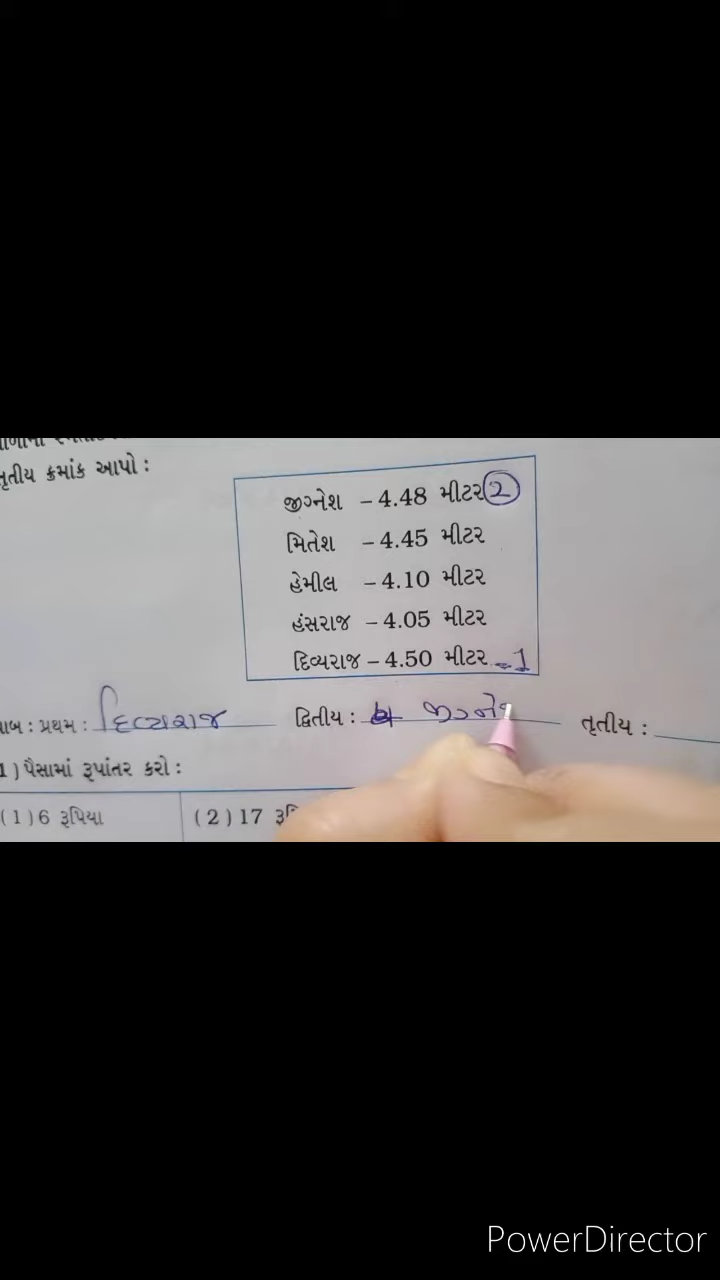 તૃતીય ક્રમાંક આપો :
જીગ્નેશ - 4.48 મીટર 2
મિતેશ - 4.45 મીટર
હેમીલ - 4.10 મીટર
હંસરાજ - 4.05 મીટર
દિવ્યરાજ - 4.50 મીટર - 1
પ્રથમ : દિવ્યરાજ દ્વિતીય : જીગ્ને તૃતીય :
1 ) પૈસામાં રૂપાંતર કરો :
( 1 ) 6 રૂપિયા ( 2 ) 17
PowerDirector